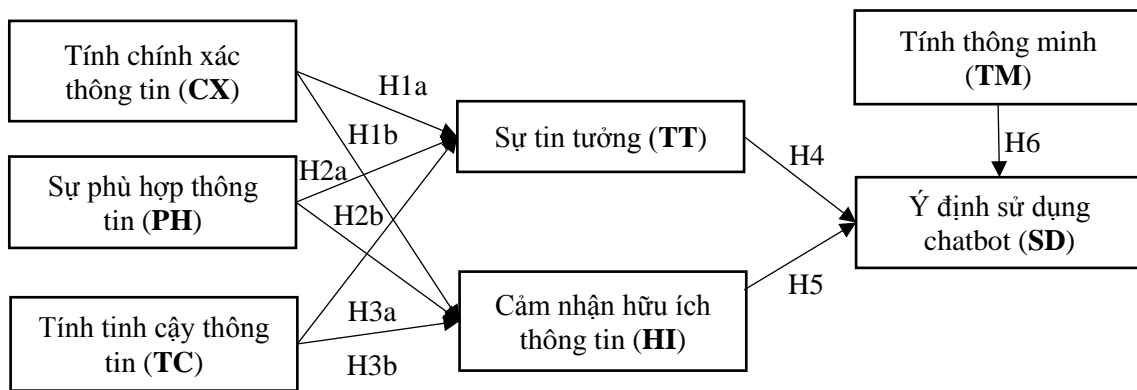 Tính chính xác
thông tin (CX)
Sự phù hợp thông
tin (PH)
Tính tinh cậy thông
tin (TC)
H1a
H1b
H2a
H2b
H3a
H3b
Sự tin tưởng (TT)
Cảm nhận hữu ích
thông tin (HI)
H4
H5
Tính thông minh
(TM)
H6
Ý định sử dụng
chatbot (SD)